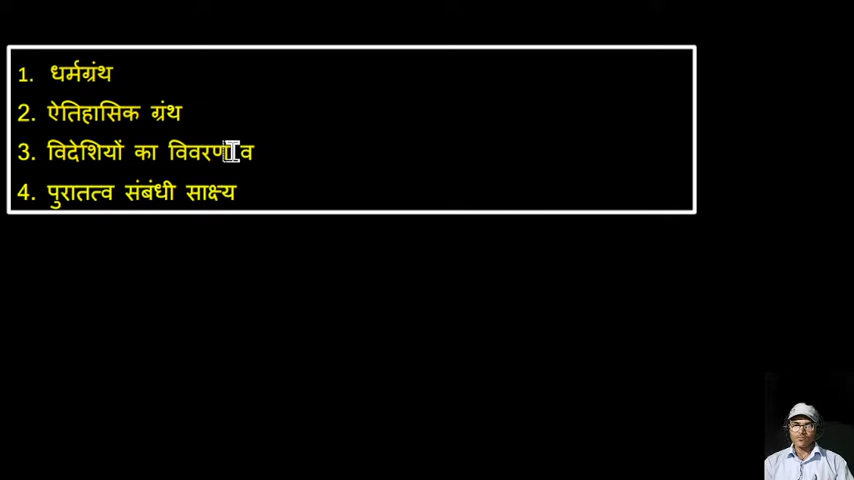 1. धर्मग्रंथ
2. ऐतिहासिक ग्रंथ
3. विदेशियों का विवरण व
4. पुरातत्व संबंधी साक्ष्य